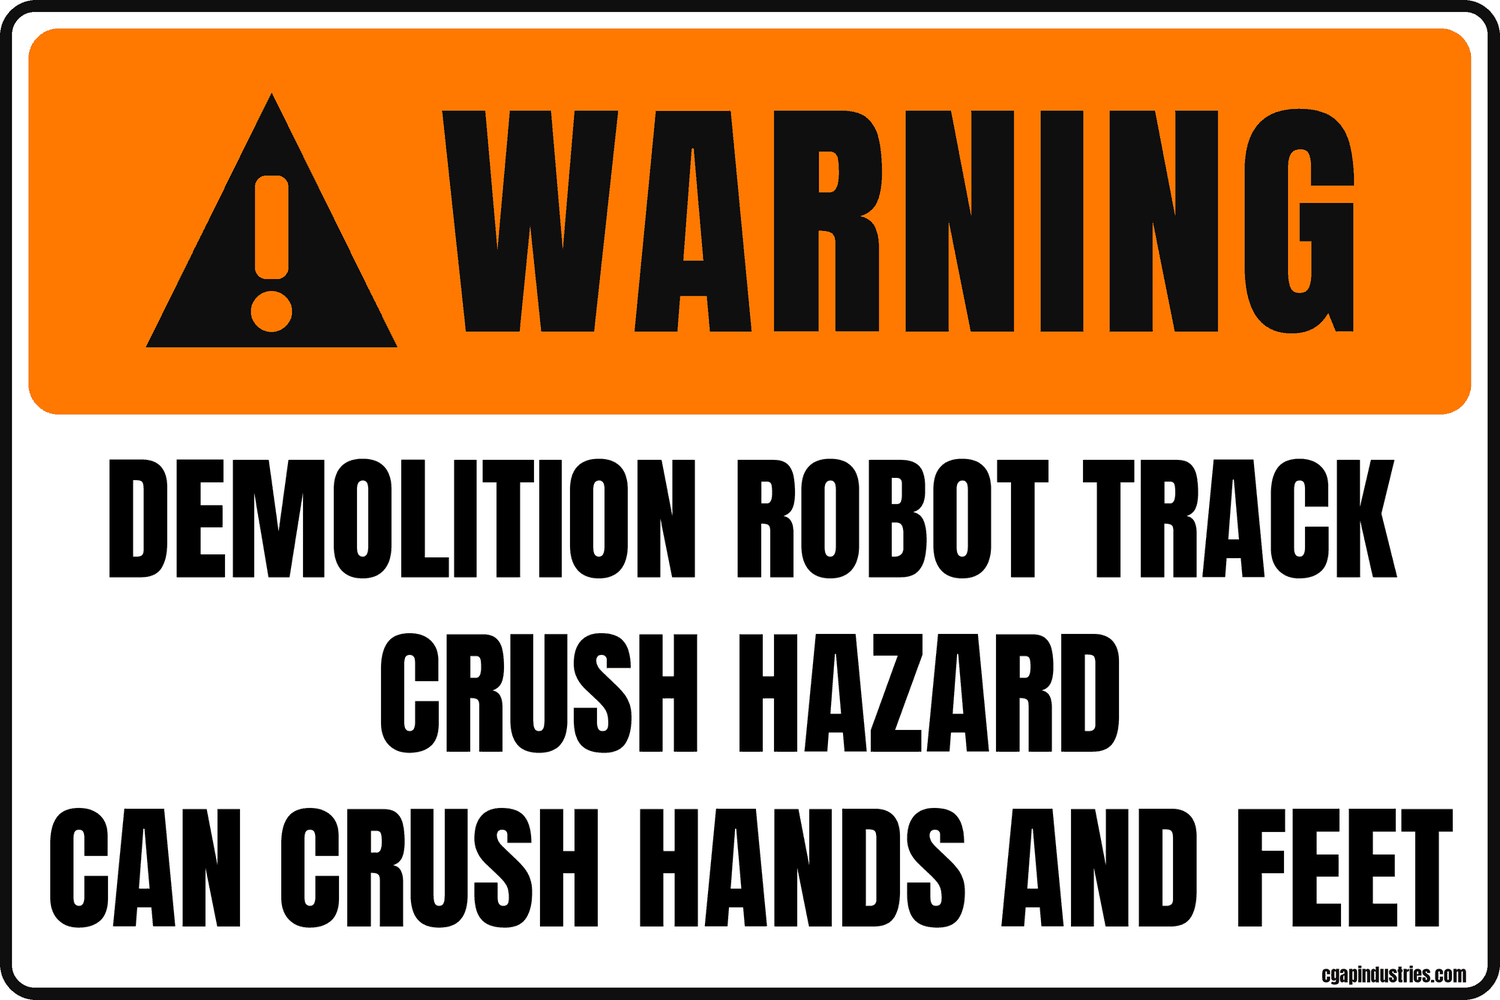 WARNING
DEMOLITION ROBOT TRACK
CRUSH HAZARD
CAN CRUSH HANDS AND FEET
cgapindustries.com